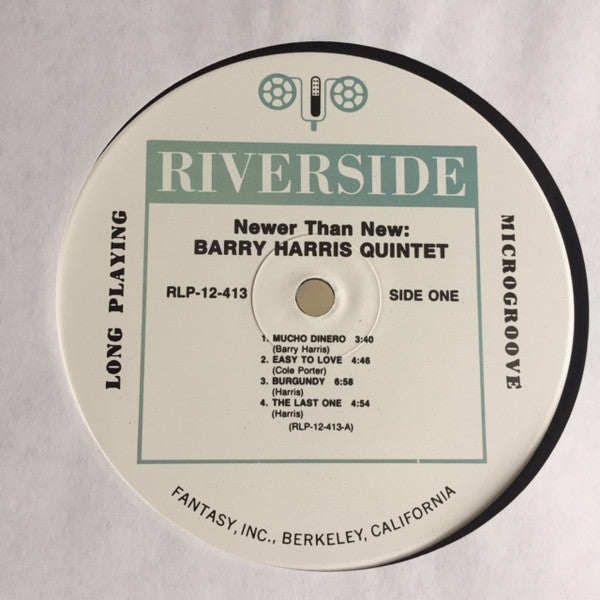 RIVERSIDE
Newer Than New:
BARRY HARRIS QUINTET
LONG PLAYING
MICROGROOVE
RLP-12-413
SIDE ONE
1. MUCHO DINERO 3:40
(Barry Harris)
2. EASY TO LOVE 4:46
(Cole Porter)
3. BURGUNDY 6:58
(Harris)
4. THE LAST ONE 4:54
(Harris)
(RLP-12-413-A)
FANTASY, INC., BERKELEY, CALIFORNIA